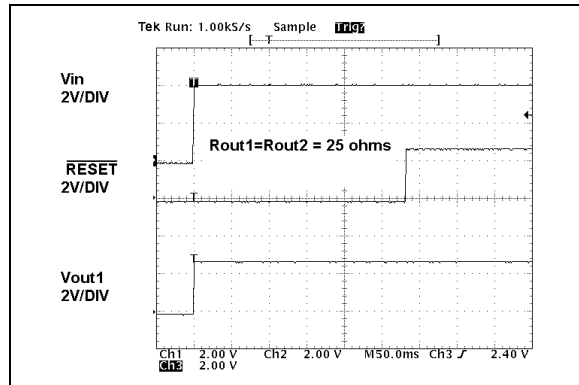 Tek Run: 1.00kS/s Sample Trig?
[ T ]
Vin
2V/DIV
T
Rout1=Rout2 = 25 ohms
RESET
2V/DIV
T
T
Vout1
2V/DIV
Ch1 2.00 V Ch2 2.00 V M50.0ms Ch3 ƒ 2.40 V
Ch3 2.00 V